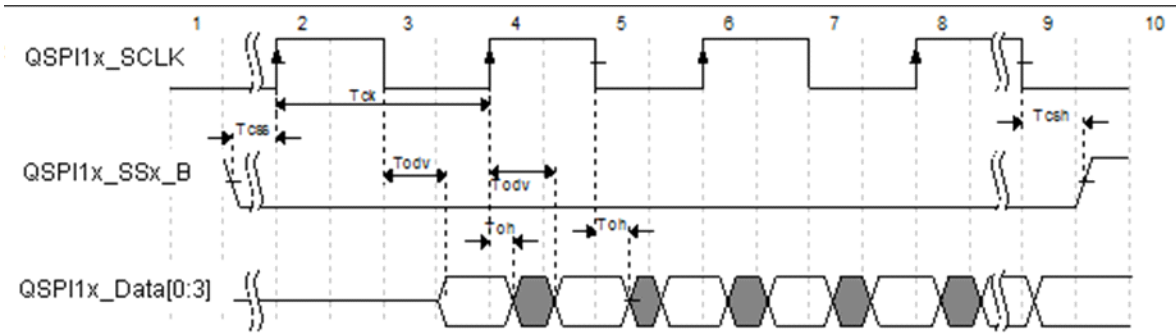 1 2 3 4 5 6 7 8 9 10
QSPI1x_SCLK
Tck
Tcss
Tcsh
QSPI1x_SSx_B
Todv
Todv
Toh
Toh
QSPI1x_Data[0:3]